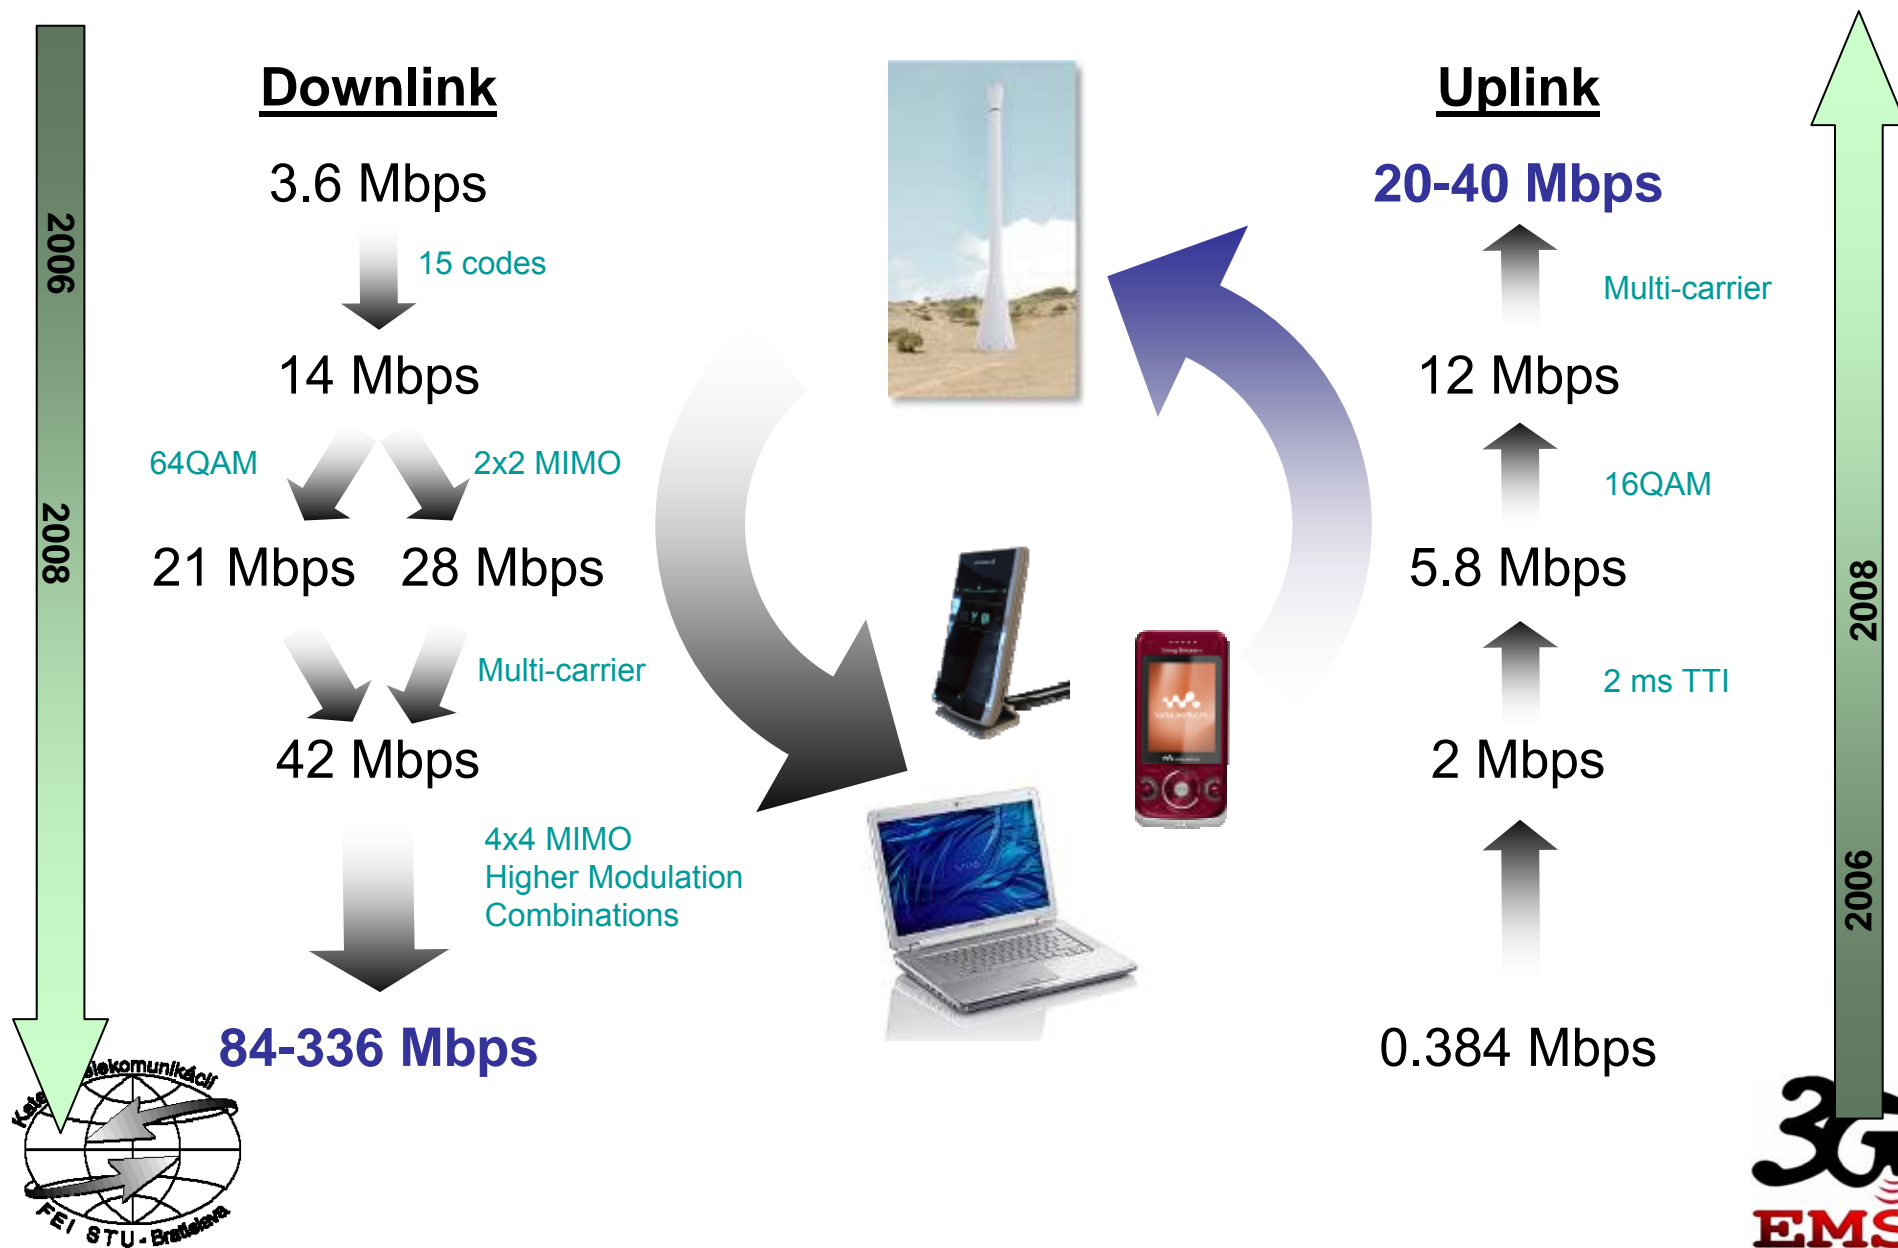 Downlink
3.6 Mbps
15 codes
14 Mbps
64QAM
2x2 MIMO
21 Mbps
28 Mbps
Multi-carrier
42 Mbps
4x4 MIMO
Higher Modulation
Combinations
84-336 Mbps
2006
2008
Uplink
20-40 Mbps
Multi-carrier
12 Mbps
16QAM
5.8 Mbps
2 ms TTI
2 Mbps
0.384 Mbps
2008
2006
FEI STU - Bratislava
3G
EMS